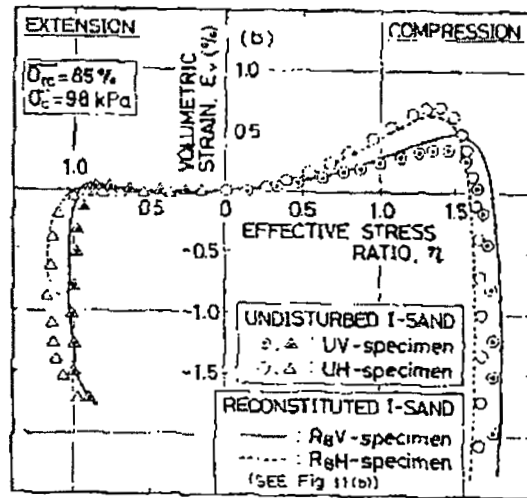 EXTENSION
(b)
COMPRESSION
σrc=85%
σc=98 kPa
VOLUMETRIC
STRAIN, εv (%)
1.0
0.5
1.0
0.5
0
0.5
1.0
1.5
-0.5
-1.0
-1.5
EFFECTIVE STRESS
RATIO, η
UNDISTURBED I-SAND
: UV-specimen
: UH-specimen
RECONSTITUTED I-SAND
: R8V-specimen
: R8H-specimen
(SEE Fig 11(b))